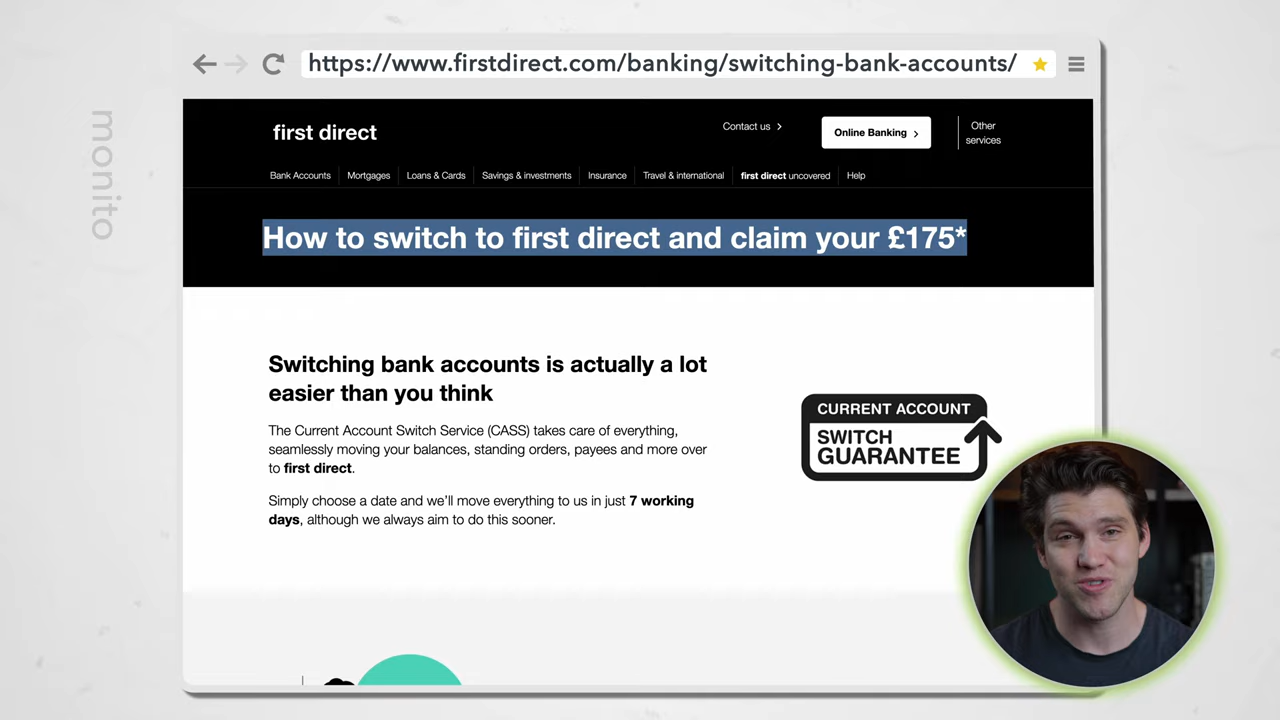 https://www.firstdirect.com/banking/switching-bank-accounts/
monito
first direct
Contact us
Online Banking
Other
services
Bank Accounts
Mortgages
Loans & Cards
Savings & investments
Insurance
Travel & international
first direct uncovered
Help
How to switch to first direct and claim your £175*
Switching bank accounts is actually a lot
easier than you think
The Current Account Switch Service (CASS) takes care of everything,
seamlessly moving your balances, standing orders, payees and more over
to first direct.
Simply choose a date and we'll move everything to us in just 7 working
days, although we always aim to do this sooner.
CURRENT ACCOUNT
SWITCH
GUARANTEE